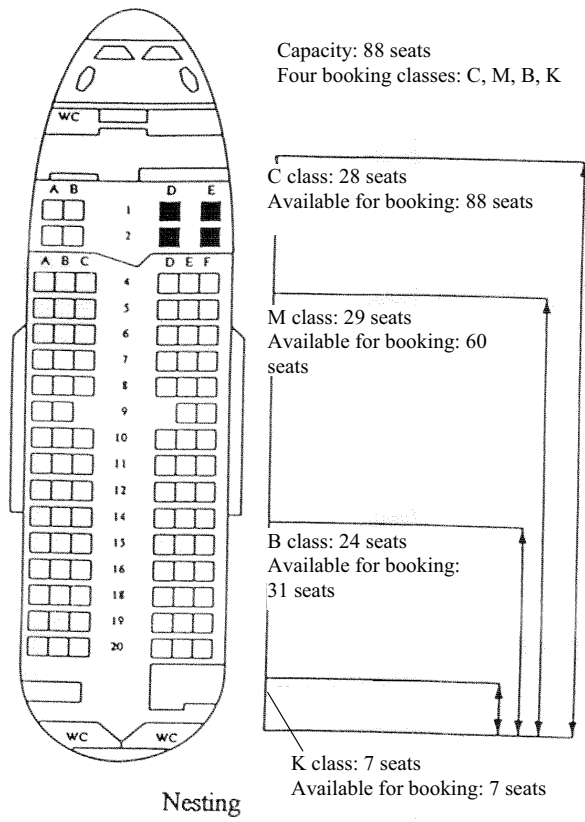 Capacity: 88 seats
Four booking classes: C, M, B, K
WC
C class: 28 seats
Available for booking: 88 seats
A B D E
1
2
A B C D E F
4
5
M class: 29 seats
Available for booking: 60
seats
6
7
8
9
10
11
12
14
B class: 24 seats
Available for booking:
31 seats
15
16
18
19
20
WC WC
K class: 7 seats
Available for booking: 7 seats
Nesting